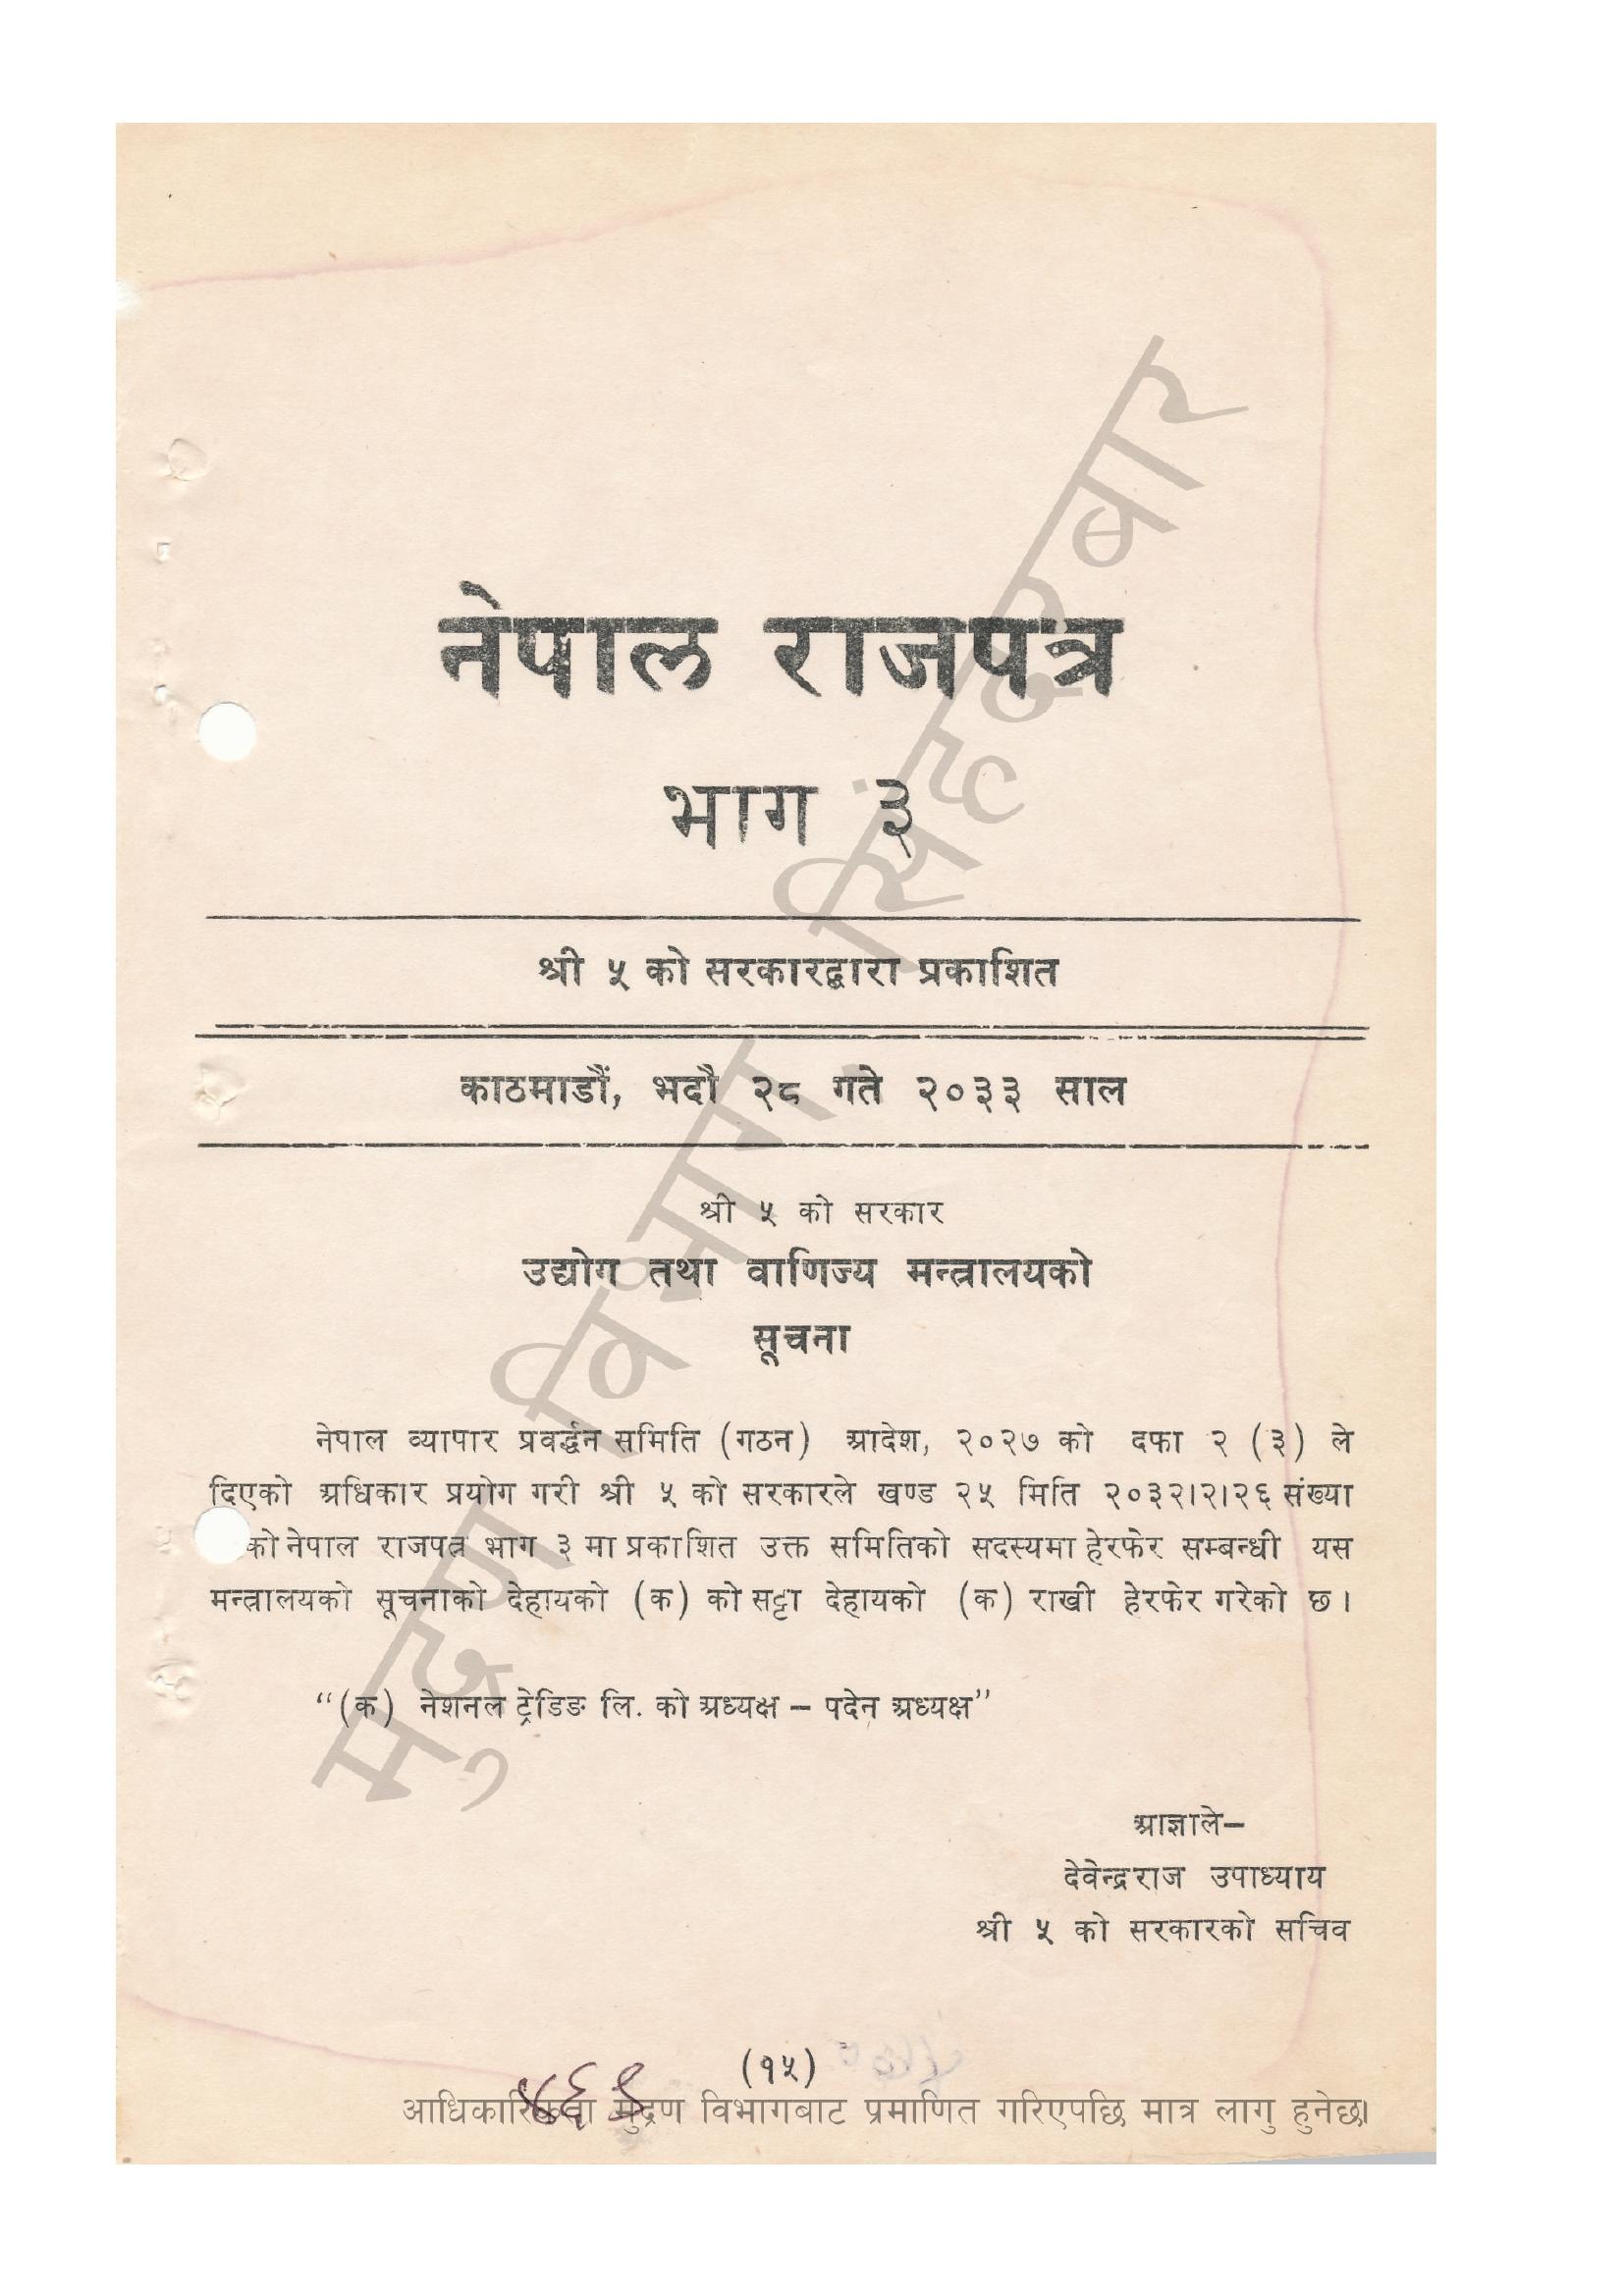 नेपाल राजपत्र
भाग ३
श्री ५ को सरकारद्वारा प्रकाशित
काठमाडौं, भदौ २८ गते २०३३ साल
श्री ५ को सरकार
उद्योग तथा वाणिज्य मन्त्रालयको
सूचना
नेपाल व्यापार प्रवर्द्धन समिति (गठन) आदेश, २०२७ को दफा २ (३) ले
दिएको अधिकार प्रयोग गरी श्री ५ को सरकारले खण्ड २५ मिति २०३२।२।२६ संख्या
को नेपाल राजपत्र भाग ३ मा प्रकाशित उक्त समितिको सदस्यमा हेरफेर सम्बन्धी यस
मन्त्रालयको सूचनाको देहायको (क) को सट्टा देहायको (क) राखी हेरफेर गरेको छ।
“(क) नेशनल ट्रेडिङ लि. को अध्यक्ष – पदेन अध्यक्ष”
आज्ञाले–
देवेन्द्रराज उपाध्याय
श्री ५ को सरकारको सचिव
(१५)
४६९
आधिकारिकता मुद्रण विभागबाट प्रमाणित गरिएपछि मात्र लागु हुनेछ।
मुद्रण विभाग, सिंहदरबार